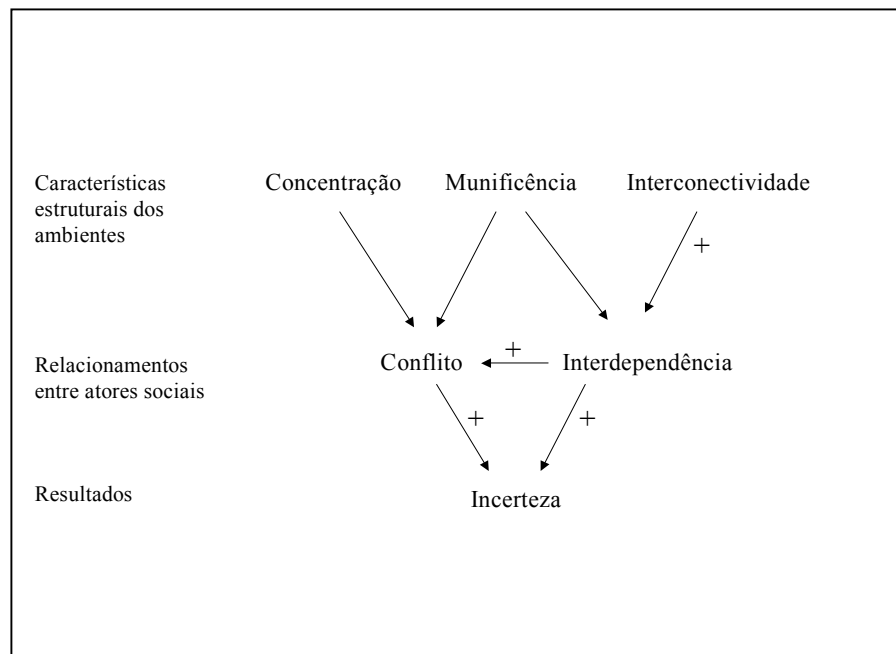 Características
estruturais dos
ambientes
Concentração
Munificência
Interconectividade
+
Relacionamentos
entre atores sociais
Conflito
+
Interdependência
+
+
Resultados
Incerteza